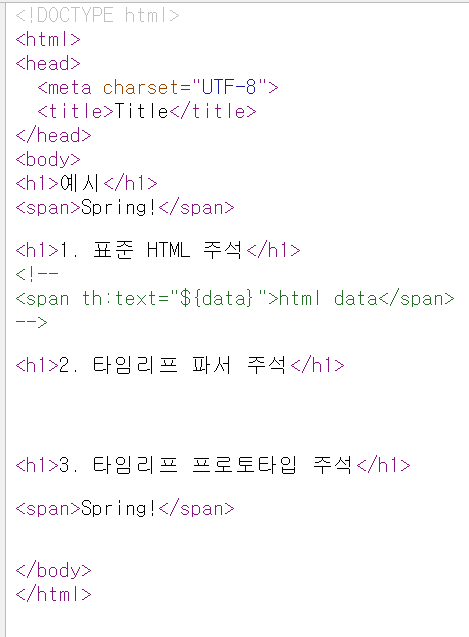 <!DOCTYPE html>
<html>
<head>
  <meta charset="UTF-8">
  <title>Title</title>
</head>
<body>
<h1>예시</h1>
<span>Spring!</span>

<h1>1. 표준 HTML 주석</h1>
<!--
<span th:text="${data}">html data</span>
-->

<h1>2. 타임리프 파서 주석</h1>

<h1>3. 타임리프 프로토타입 주석</h1>

<span>Spring!</span>

</body>
</html>